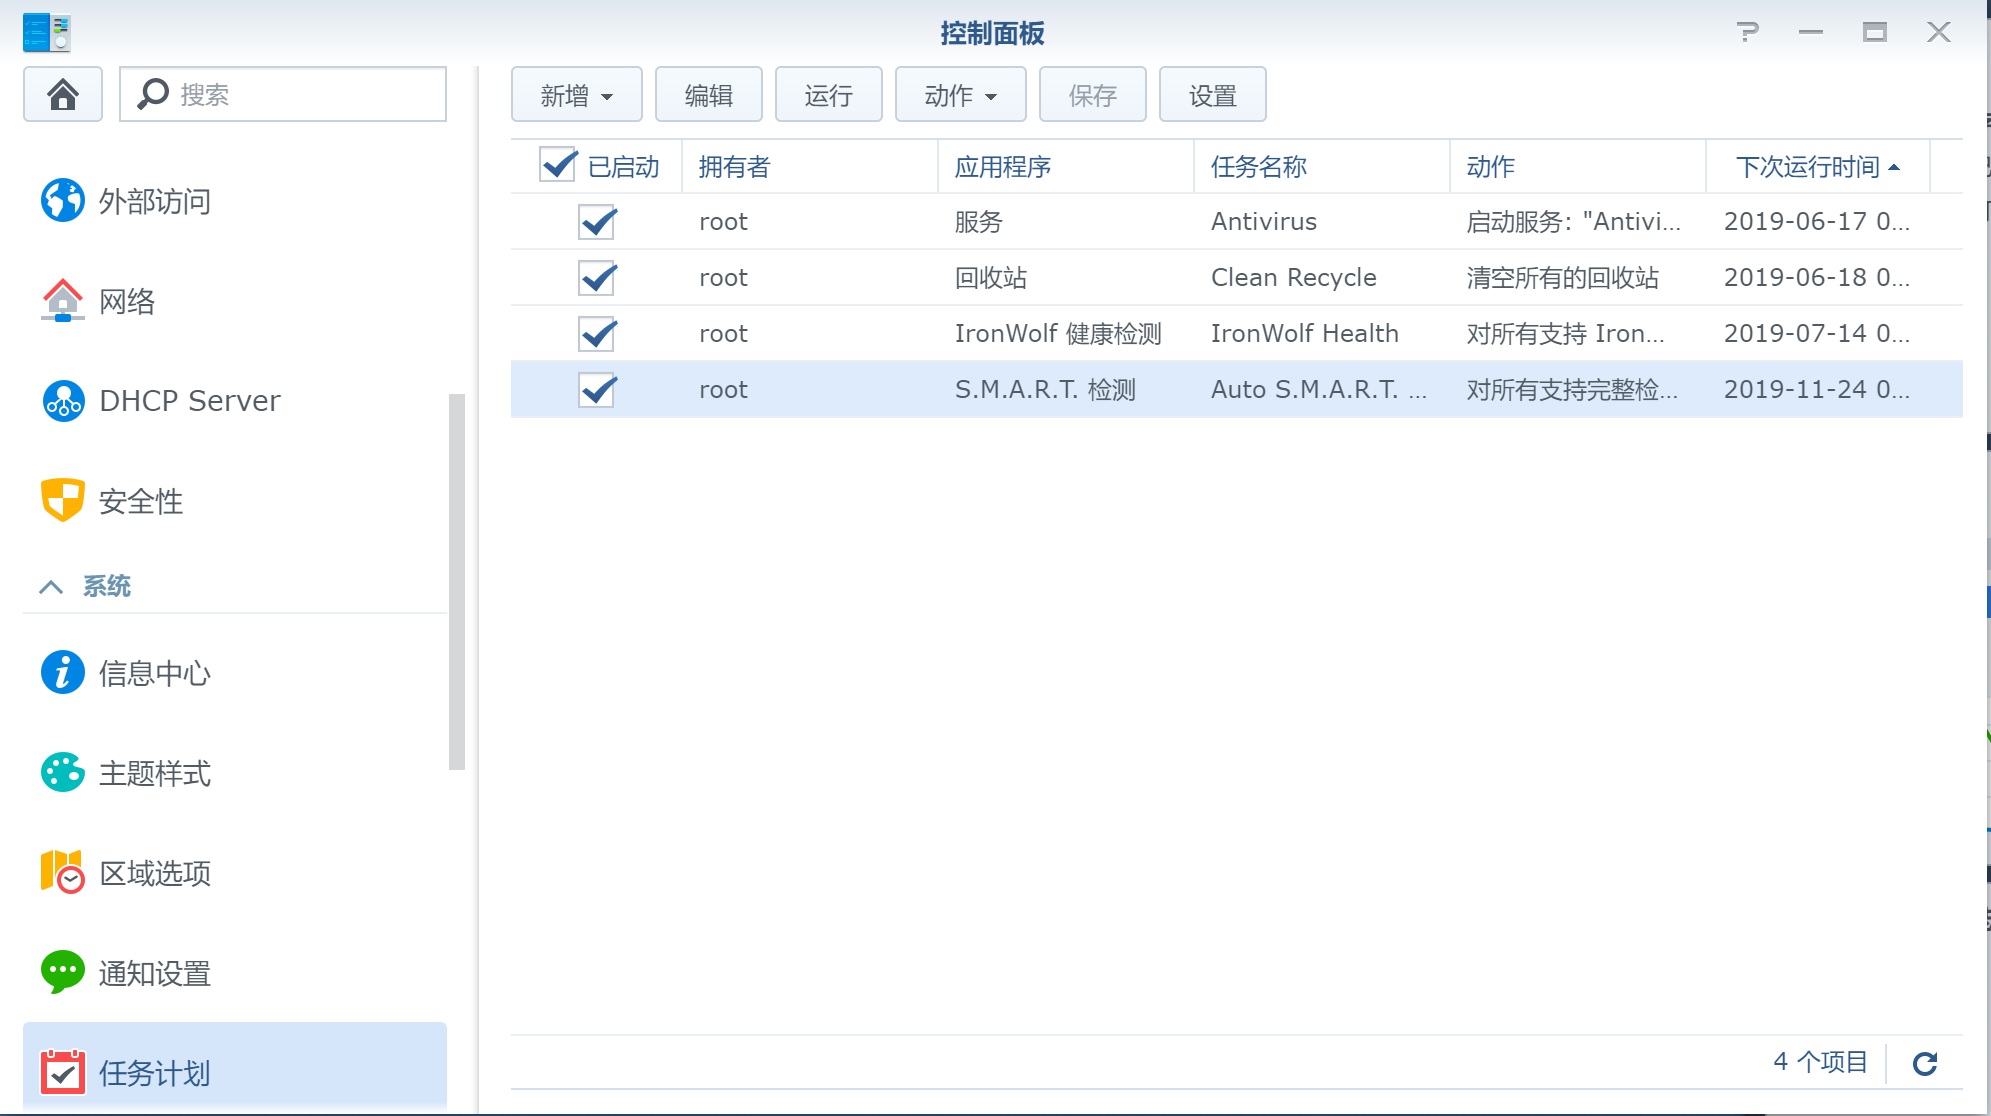 控制面板
搜索
新增 编辑 运行 动作 保存 设置
外部访问
网络
DHCP Server
安全性
系统
信息中心
主题样式
区域选项
通知设置
任务计划
已启动 拥有者 应用程序 任务名称 动作 下次运行时间
root 服务 Antivirus 启动服务: "Antivi... 2019-06-17 0...
root 回收站 Clean Recycle 清空所有的回收站 2019-06-18 0...
root IronWolf 健康检测 IronWolf Health 对所有支持 Iron... 2019-07-14 0...
root S.M.A.R.T. 检测 Auto S.M.A.R.T. ... 对所有支持完整检... 2019-11-24 0...
4 个项目